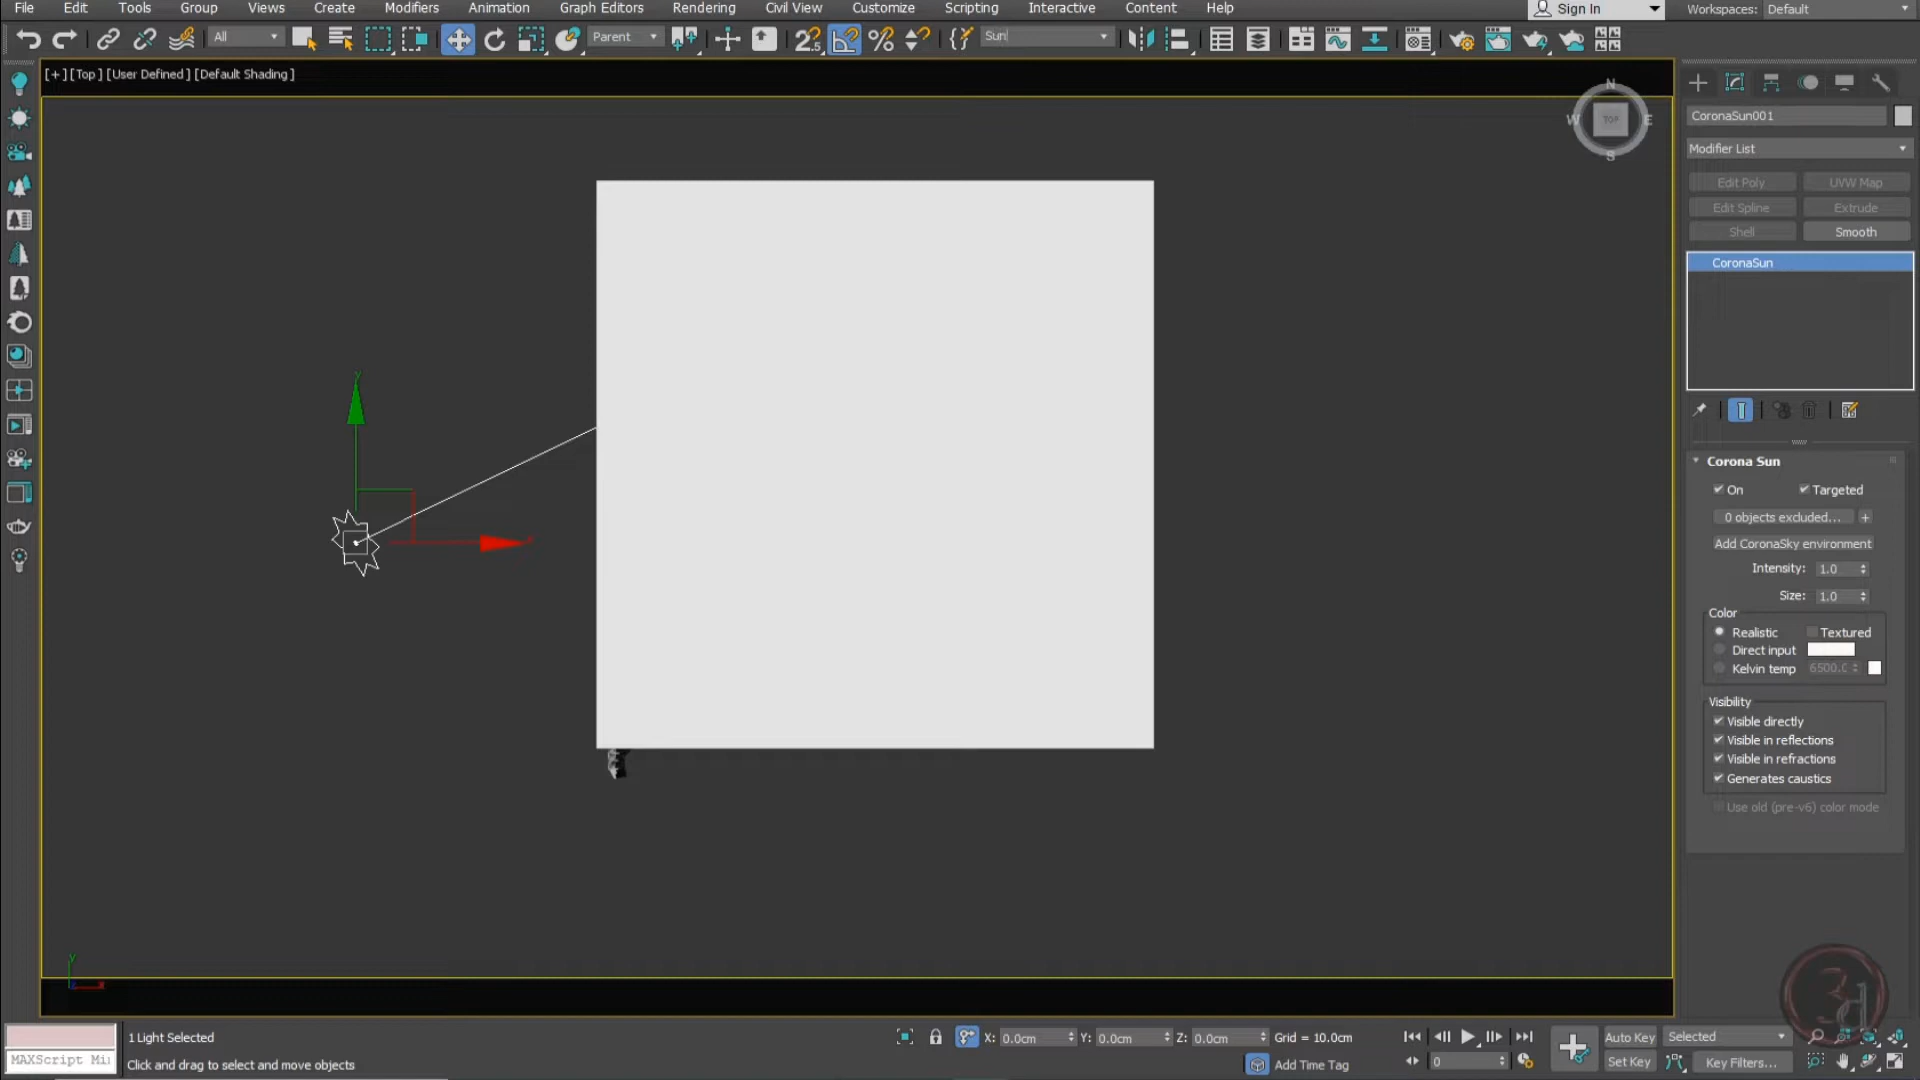 File Edit Tools Group Views Create Modifiers Animation Graph Editors Rendering Civil View Customize Scripting Interactive Content Help Sign In Workspaces: Default
All Parent Sun
[+] [Top] [User Defined] [Default Shading]
N
W TOP E
S
CoronaSun001
Modifier List
Edit Poly UVW Map
Edit Spline Extrude
Shell Smooth
CoronaSun
Corona Sun
On Targeted
0 objects excluded... +
Add CoronaSky environment
Intensity: 1.0
Size: 1.0
Color
Realistic Textured
Direct input
Kelvin temp 6500.0
Visibility
Visible directly
Visible in reflections
Visible in refractions
Generates caustics
Use old (pre-v6) color mode
y
x
y
x
3d
1 Light Selected X: 0.0cm Y: 0.0cm Z: 0.0cm Grid = 10.0cm Auto Key Selected
MAXScript Mi Click and drag to select and move objects Add Time Tag 0 Set Key Key Filters...